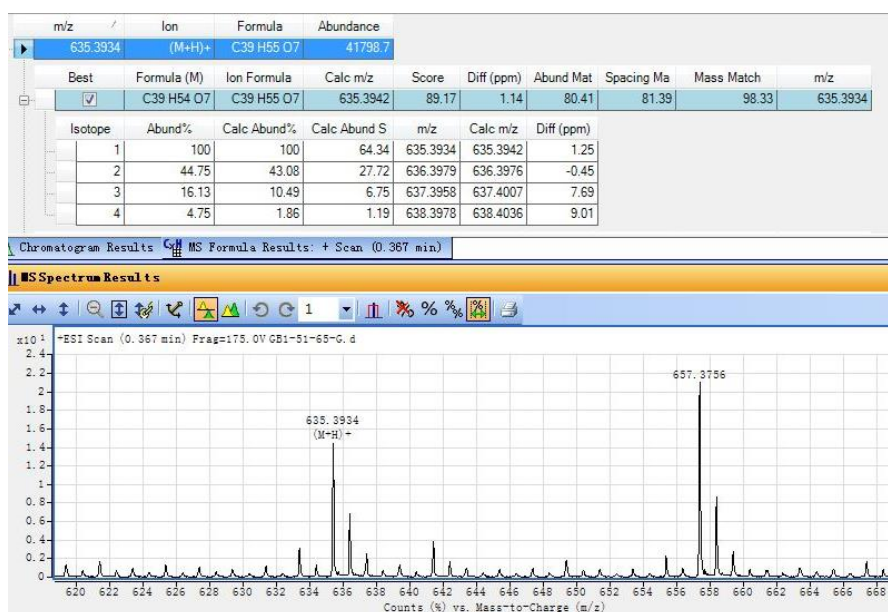 m/z Ion Formula Abundance
635.3934 (M+H)+ C39 H55 O7 41798.7
Best Formula (M) Ion Formula Calc m/z Score Diff (ppm) Abund Mat Spacing Ma Mass Match m/z
C39 H54 O7 C39 H55 O7 635.3942 89.17 1.14 80.41 81.39 98.33 635.3934
Isotope Abund% Calc Abund% Calc Abund S m/z Calc m/z Diff (ppm)
1 100 100 64.34 635.3934 635.3942 1.25
2 44.75 43.08 27.72 636.3979 636.3976 -0.45
3 16.13 10.49 6.75 637.3958 637.4007 7.69
4 4.75 1.86 1.19 638.3978 638.4036 9.01
Chromatogram Results MS Formula Results: + Scan (0.367 min)
MS Spectrum Results
1 % %
x10 1 +ESI Scan (0.367 min) Frag=175.0V GB1-51-65-G.d
2.4
2.2
657.3756
2
1.8
1.6
635.3934
(M+H)+
1.4
1.2
1
0.8
0.6
0.4
0.2
0
620 622 624 626 628 630 632 634 636 638 640 642 644 646 648 650 652 654 656 658 660 662 664 666 668
Counts (%) vs. Mass-to-Charge (m/z)